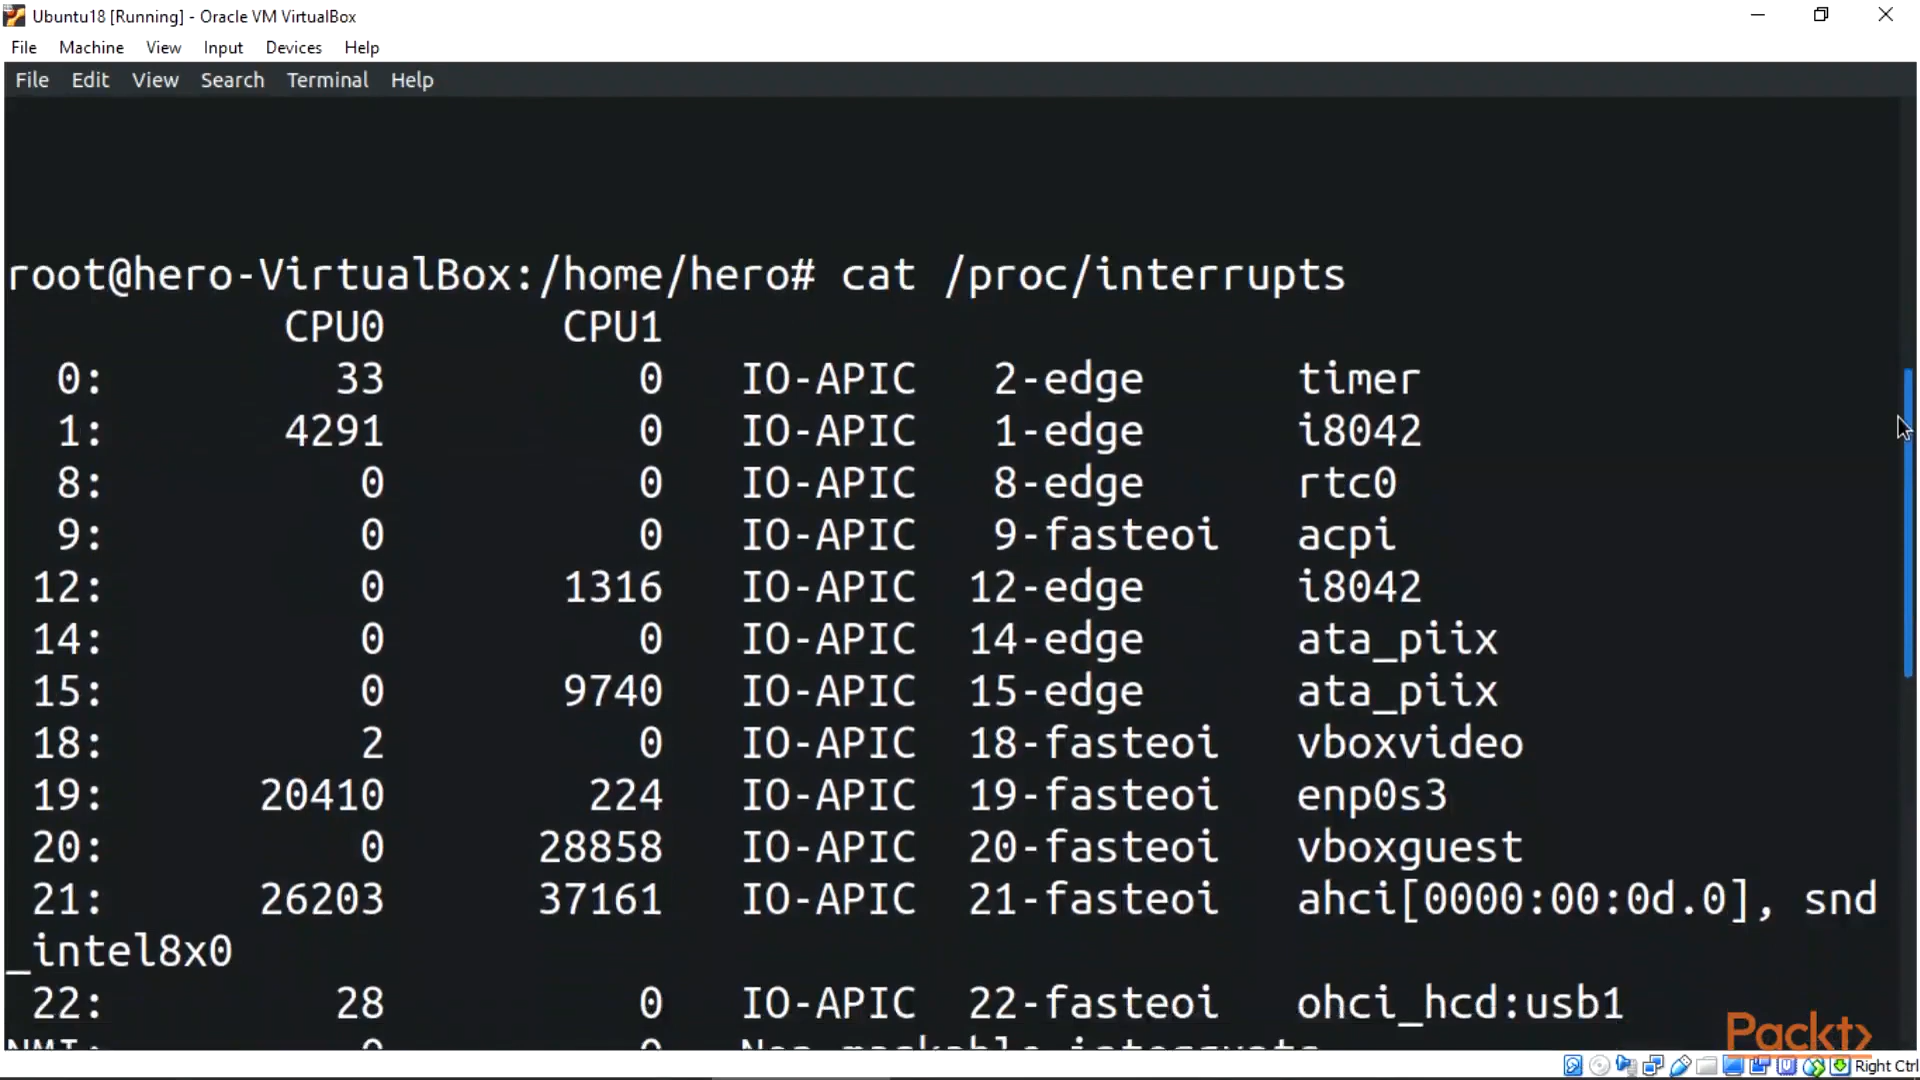 Ubuntu18 [Running] - Oracle VM VirtualBox
File Machine View Input Devices Help
File Edit View Search Terminal Help
root@hero-VirtualBox:/home/hero# cat /proc/interrupts
CPU0 CPU1
0: 33 0 IO-APIC 2-edge timer
1: 4291 0 IO-APIC 1-edge i8042
8: 0 0 IO-APIC 8-edge rtc0
9: 0 0 IO-APIC 9-fasteoi acpi
12: 0 1316 IO-APIC 12-edge i8042
14: 0 0 IO-APIC 14-edge ata_piix
15: 0 9740 IO-APIC 15-edge ata_piix
18: 2 0 IO-APIC 18-fasteoi vboxvideo
19: 20410 224 IO-APIC 19-fasteoi enp0s3
20: 0 28858 IO-APIC 20-fasteoi vboxguest
21: 26203 37161 IO-APIC 21-fasteoi ahci[0000:00:0d.0], snd
_intel8x0
22: 28 0 IO-APIC 22-fasteoi ohci_hcd:usb1
NMI: 0 0 Non-maskable interrupts
Packt>
Right Ctrl